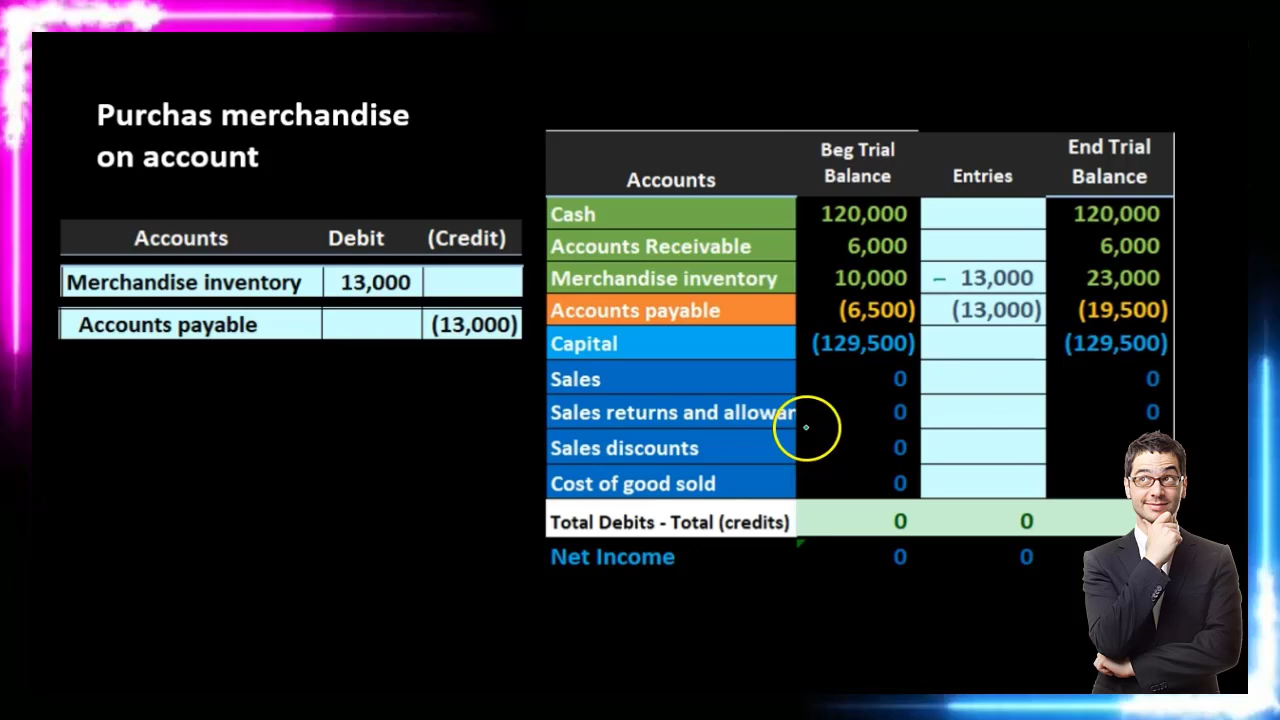 Purchas merchandise
on account
Accounts Debit (Credit)
Merchandise inventory 13,000
Accounts payable (13,000)
Accounts Beg Trial Balance Entries End Trial Balance
Cash 120,000 120,000
Accounts Receivable 6,000 6,000
Merchandise inventory 10,000 – 13,000 23,000
Accounts payable (6,500) (13,000) (19,500)
Capital (129,500) (129,500)
Sales 0 0
Sales returns and allowan 0 0
Sales discounts 0
Cost of good sold 0
Total Debits - Total (credits) 0 0
Net Income 0 0